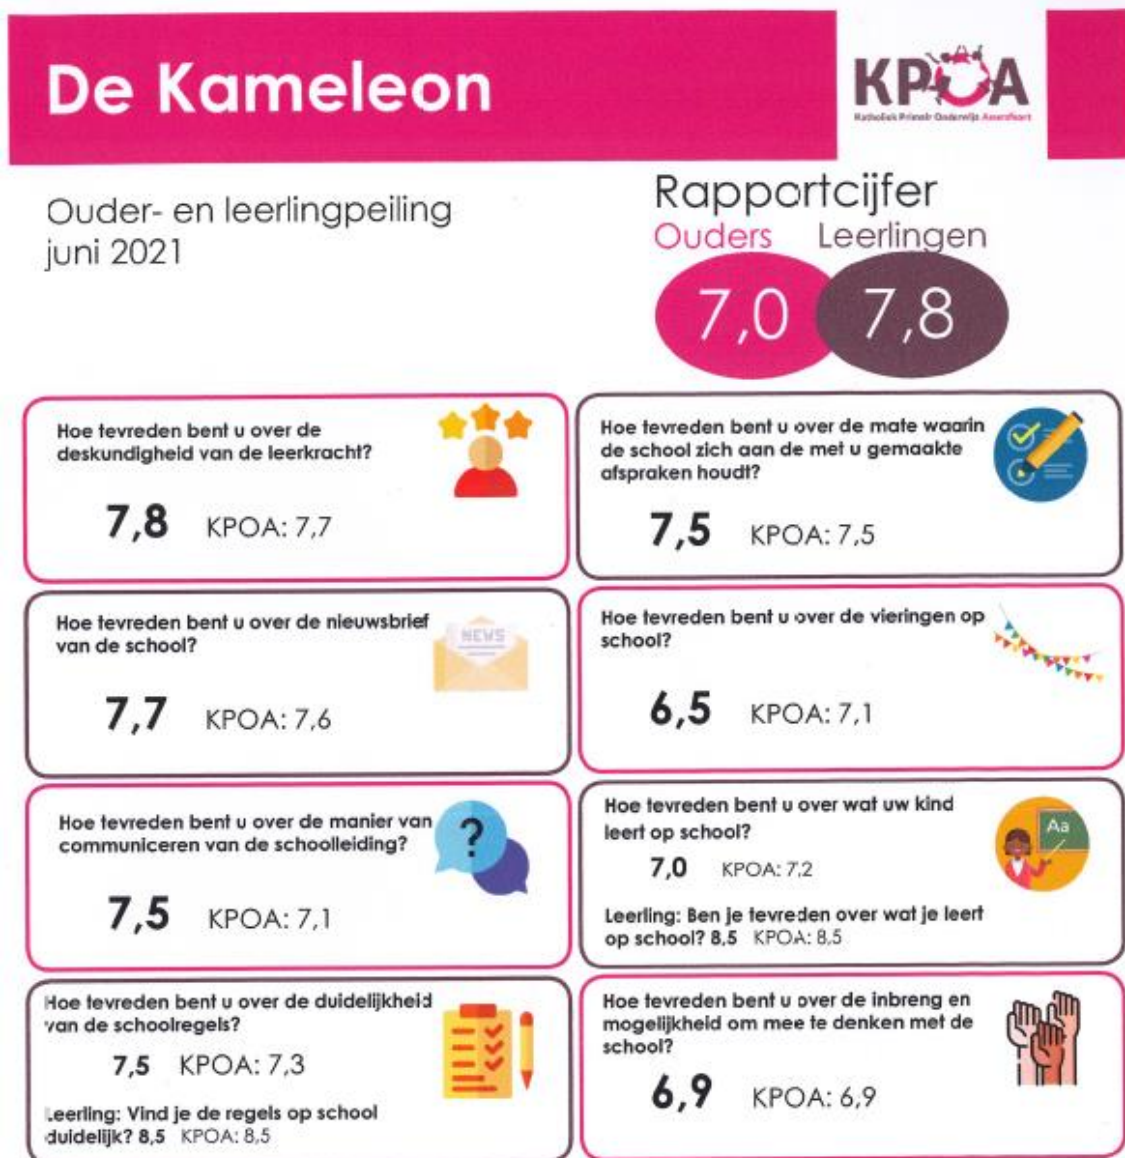 De Kameleon
KPOA
Katholiek Primair Onderwijs Amersfoort
Ouder- en leerlingpeiling
juni 2021
Rapportcijfer
Ouders Leerlingen
7,0 7,8
Hoe tevreden bent u over de
deskundigheid van de leerkracht?
7,8 KPOA: 7,7
Hoe tevreden bent u over de mate waarin
de school zich aan de met u gemaakte
afspraken houdt?
7,5 KPOA: 7,5
Hoe tevreden bent u over de nieuwsbrief
van de school?
NEWS
7,7 KPOA: 7,6
Hoe tevreden bent u over de vieringen op
school?
6,5 KPOA: 7,1
Hoe tevreden bent u over de manier van
communiceren van de schoolleiding?
?
7,5 KPOA: 7,1
Hoe tevreden bent u over wat uw kind
leert op school?
Aa
7,0 KPOA: 7,2
Leerling: Ben je tevreden over wat je leert
op school? 8,5 KPOA: 8,5
Hoe tevreden bent u over de duidelijkheid
van de schoolregels?
7,5 KPOA: 7,3
Leerling: Vind je de regels op school
duidelijk? 8,5 KPOA: 8,5
Hoe tevreden bent u over de inbreng en
mogelijkheid om mee te denken met de
school?
6,9 KPOA: 6,9